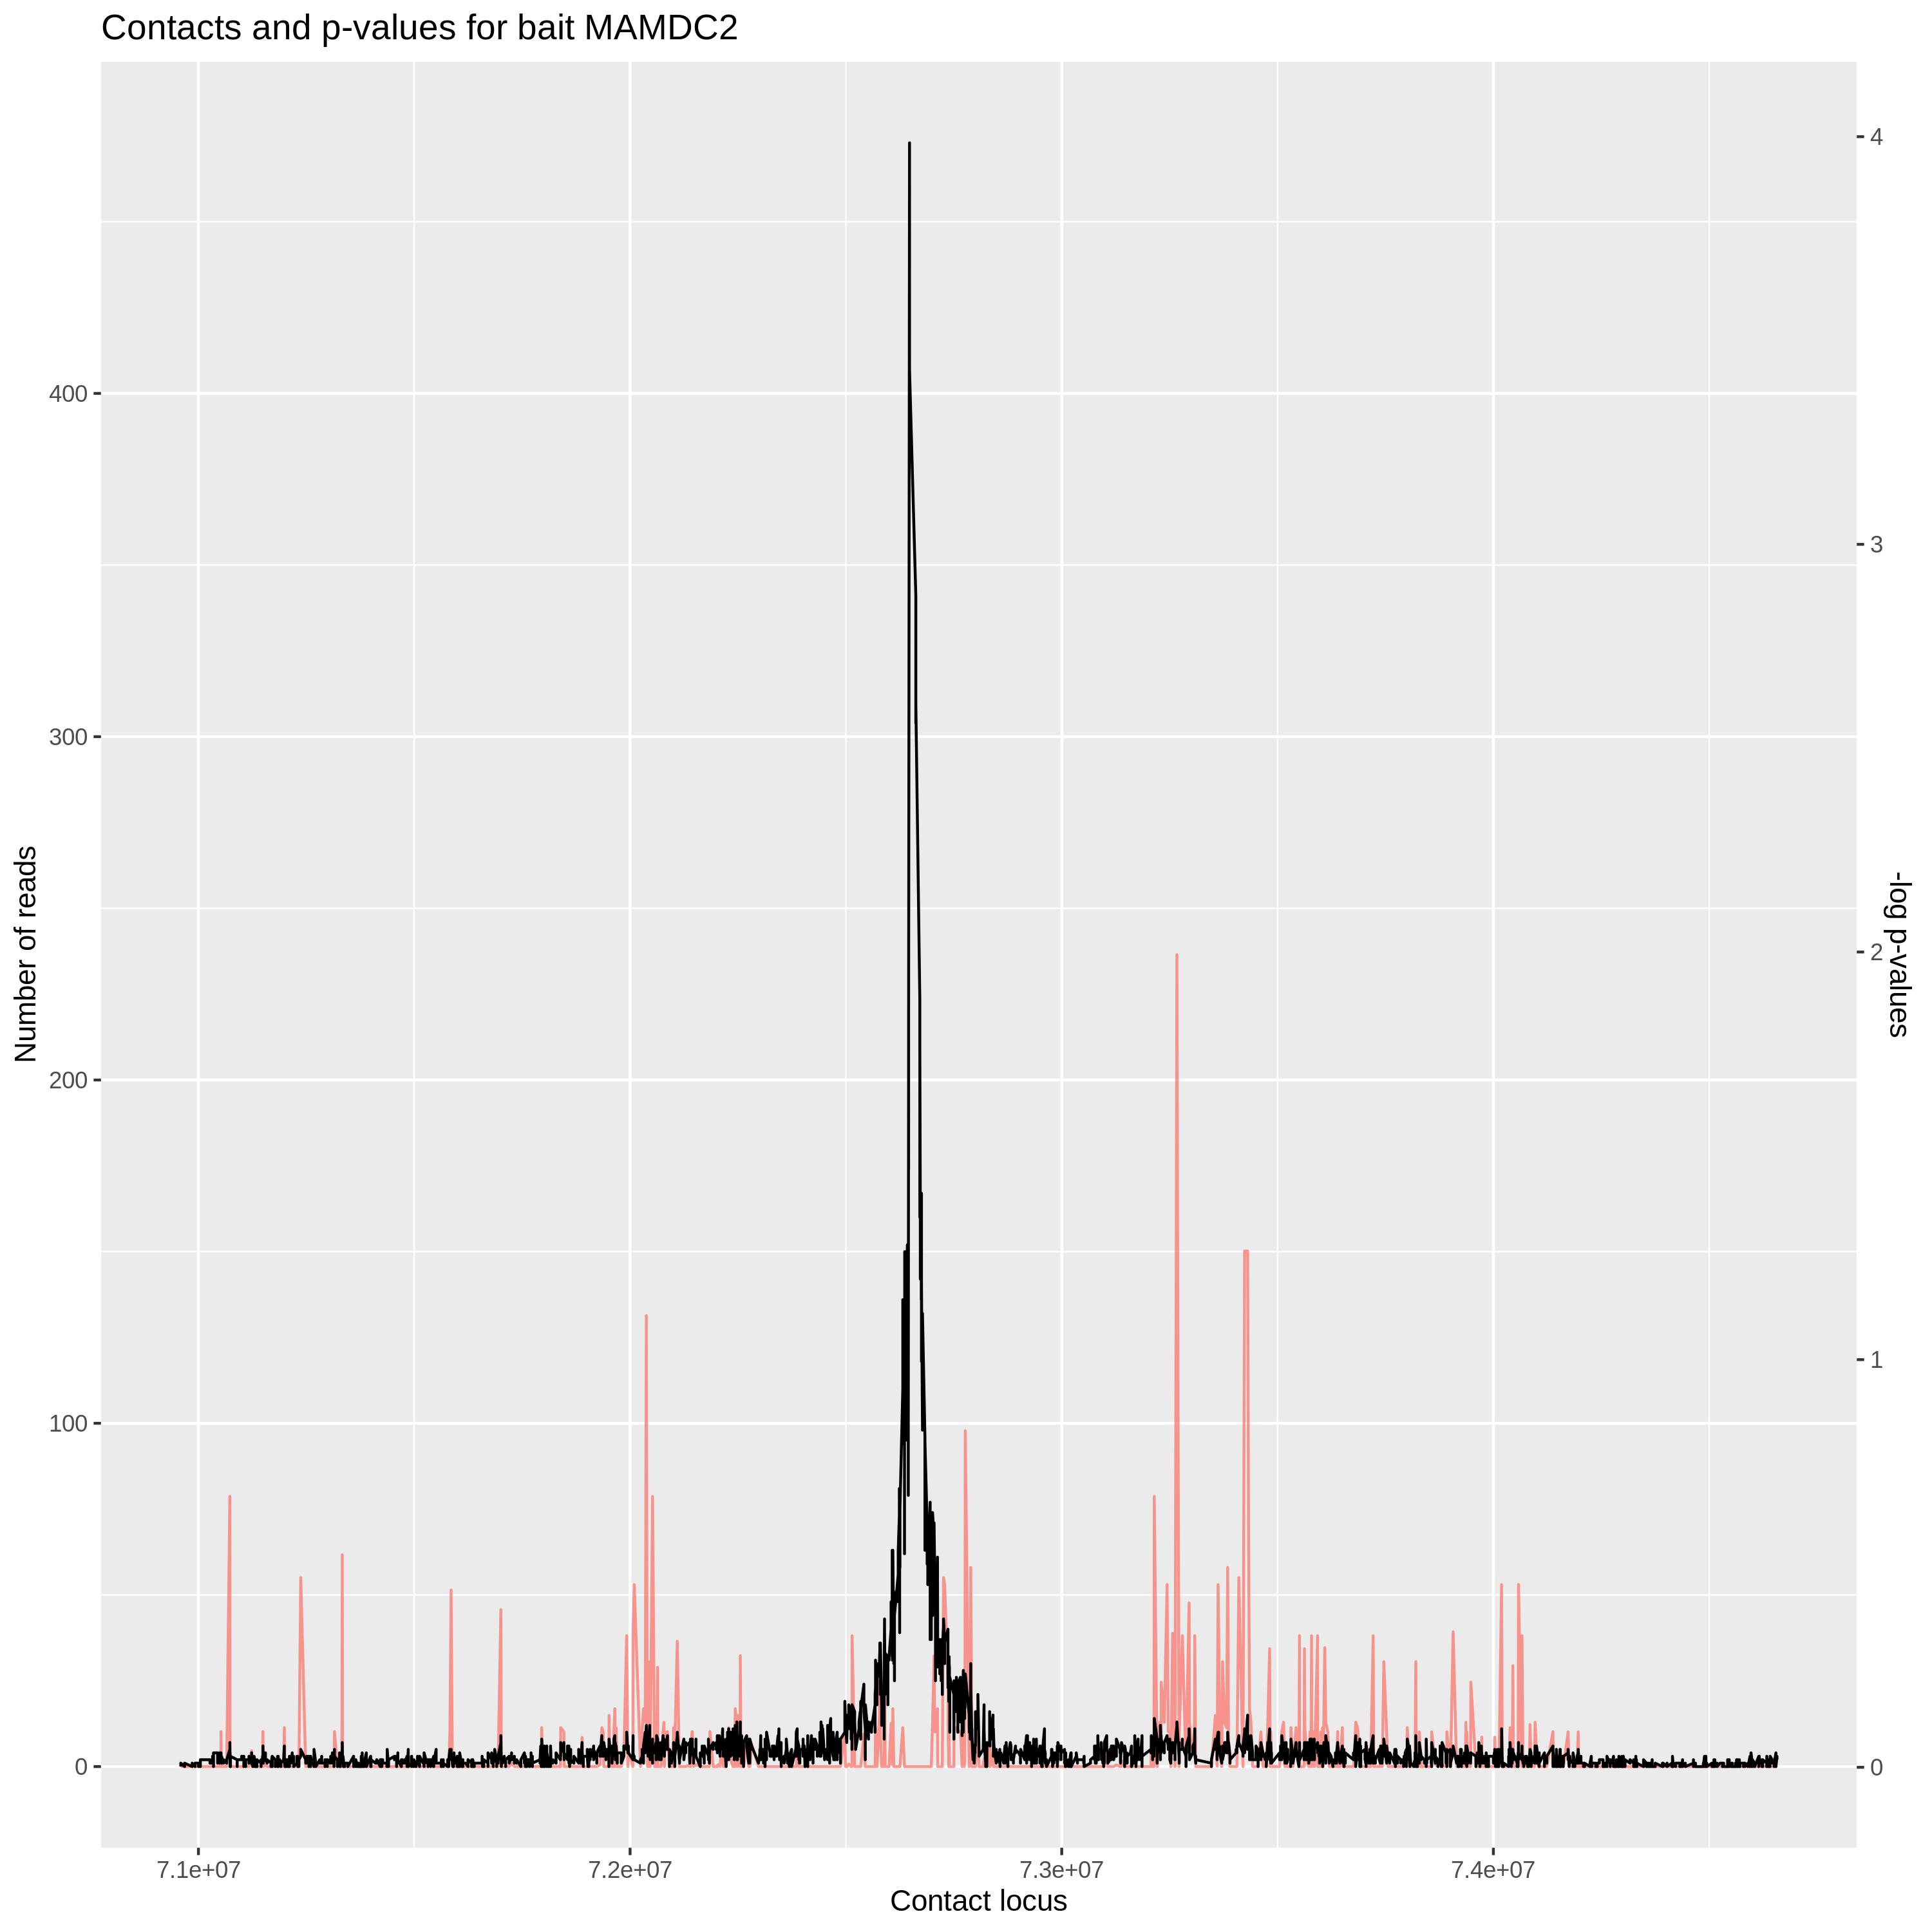 Contacts and p-values for bait MAMDC2
Number of reads
400
300
200
100
0
4
3
2
1
0
-log p-values
7.1e+07
7.2e+07
7.3e+07
7.4e+07
Contact locus